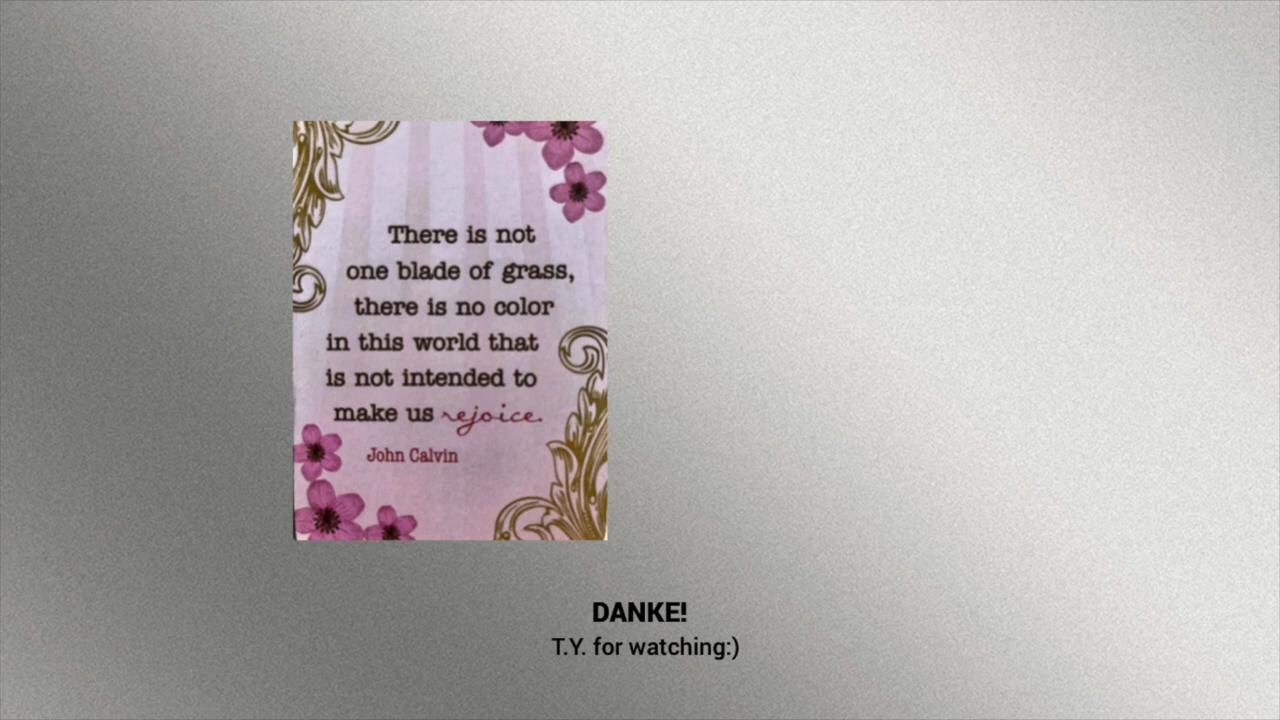 There is not
one blade of grass,
there is no color
in this world that
is not intended to
make us rejoice.
John Calvin
DANKE!
T.Y. for watching:)